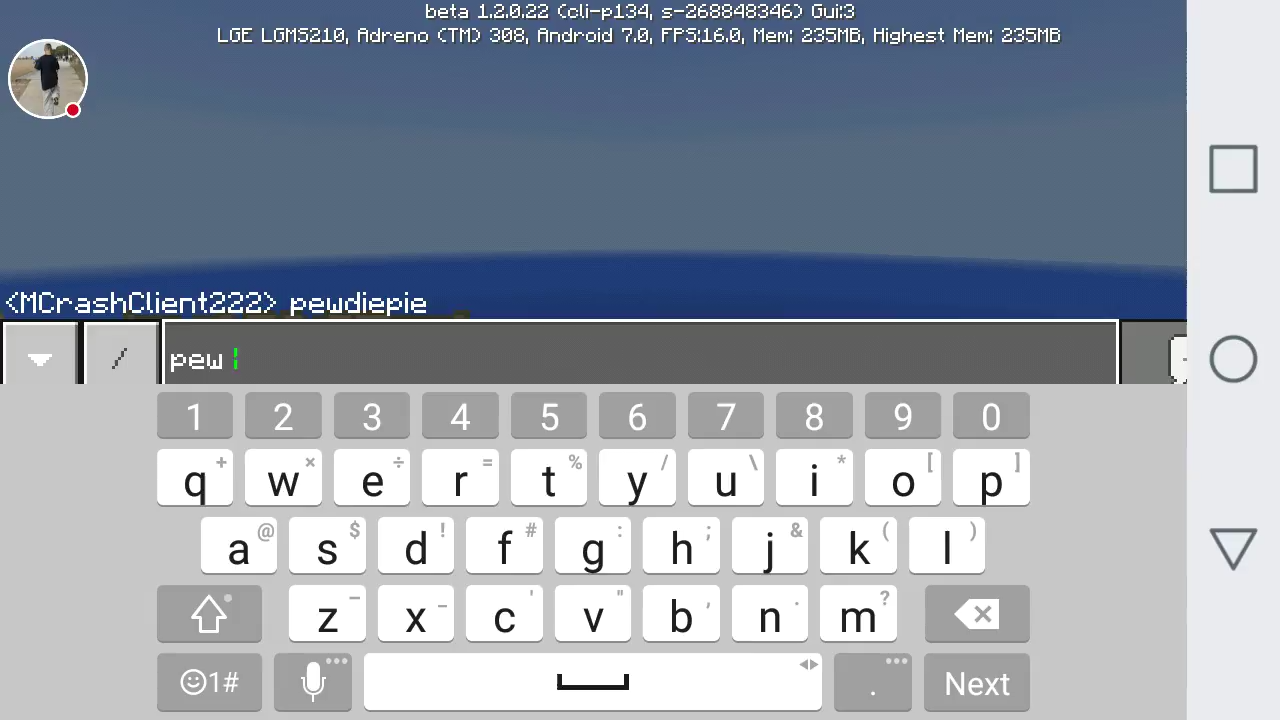 beta 1.2.0.22 (cli-p134, s-268848346) Gui:3
LGE LGMS210, Adreno (TM) 308, Android 7.0, FPS:16.0, Mem: 235MB, Highest Mem: 235MB
<MCrashClient222> pewdiepie
/ pew
1 2 3 4 5 6 7 8 9 0
q + w × e ÷ r = t % y / u \ i * o [ p ]
a @ s $ d ! f # g : h ; j & k ( l )
z - x _ c ' v " b , n . m ?
1# . Next